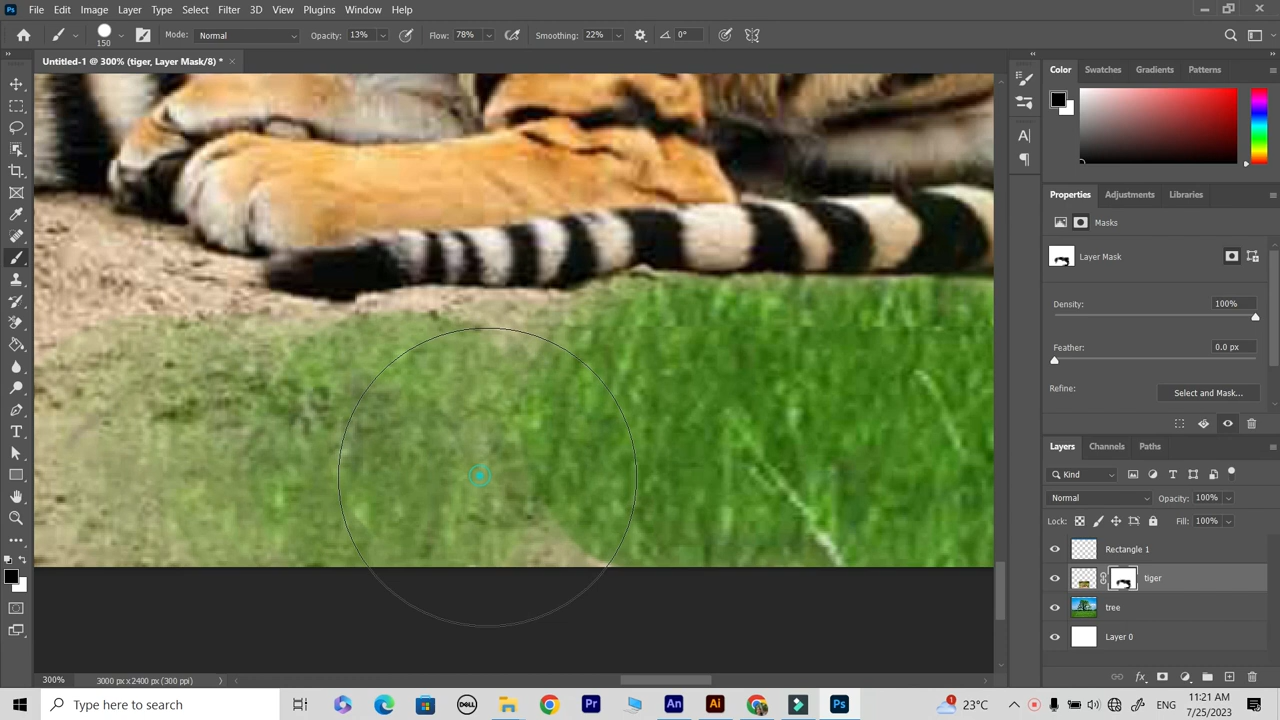 File Edit Image Layer Type Select Filter 3D View Plugins Window Help
150 Mode: Normal Opacity: 13% Flow: 78% Smoothing: 22% 0°
Untitled-1 @ 300% (tiger, Layer Mask/8) *
Color Swatches Gradients Patterns
Properties Adjustments Libraries
Masks
Layer Mask
Density: 100%
Feather: 0.0 px
Refine: Select and Mask...
Layers Channels Paths
Kind
Normal Opacity: 100%
Lock: Fill: 100%
Rectangle 1
tiger
tree
Layer 0
300% 3000 px x 2400 px (300 ppi)
Type here to search
23°C
ENG
11:21 AM
7/25/2023